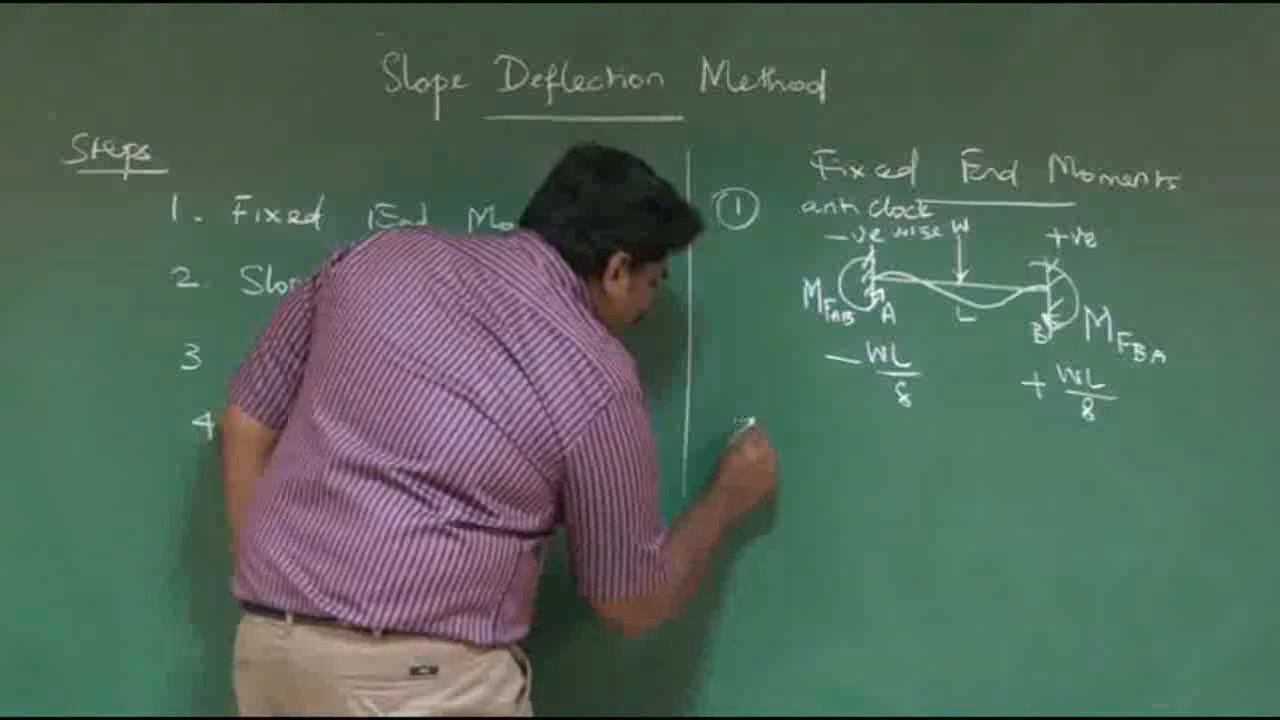 Slope Deflection Method
Steps
1. Fixed End Mo
2. Slo
3
4
1 Fixed End Moments
anti clock
-ve wise W +ve
MFAB A L B MFBA
- WL/8 + WL/8